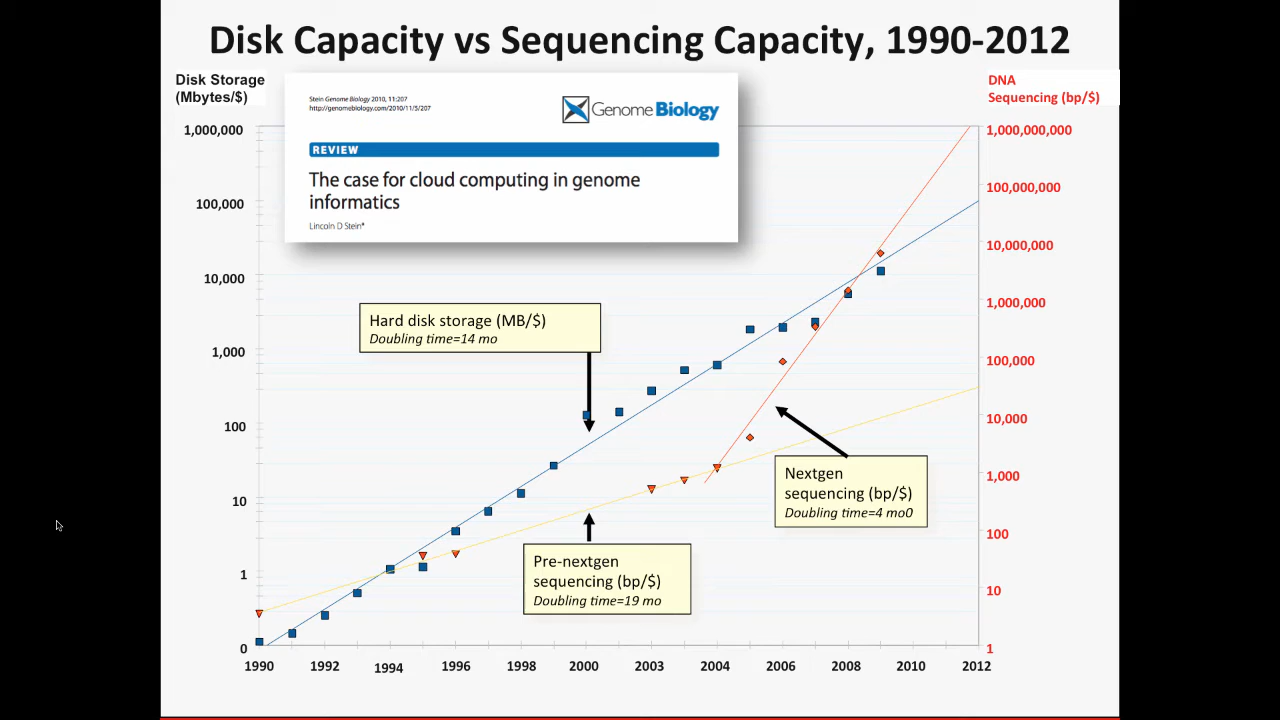 Disk Capacity vs Sequencing Capacity, 1990-2012
Disk Storage
(Mbytes/$)
DNA
Sequencing (bp/$)
Stein Genome Biology 2010, 11:207
http://genomebiology.com/2010/11/5/207
Genome Biology
REVIEW
The case for cloud computing in genome
informatics
Lincoln D Stein*
1,000,000
100,000
10,000
1,000
100
10
1
0
1,000,000,000
100,000,000
10,000,000
1,000,000
100,000
10,000
1,000
100
10
1
Hard disk storage (MB/$)
Doubling time=14 mo
Nextgen
sequencing (bp/$)
Doubling time=4 mo0
Pre-nextgen
sequencing (bp/$)
Doubling time=19 mo
1990 1992 1994 1996 1998 2000 2003 2004 2006 2008 2010 2012